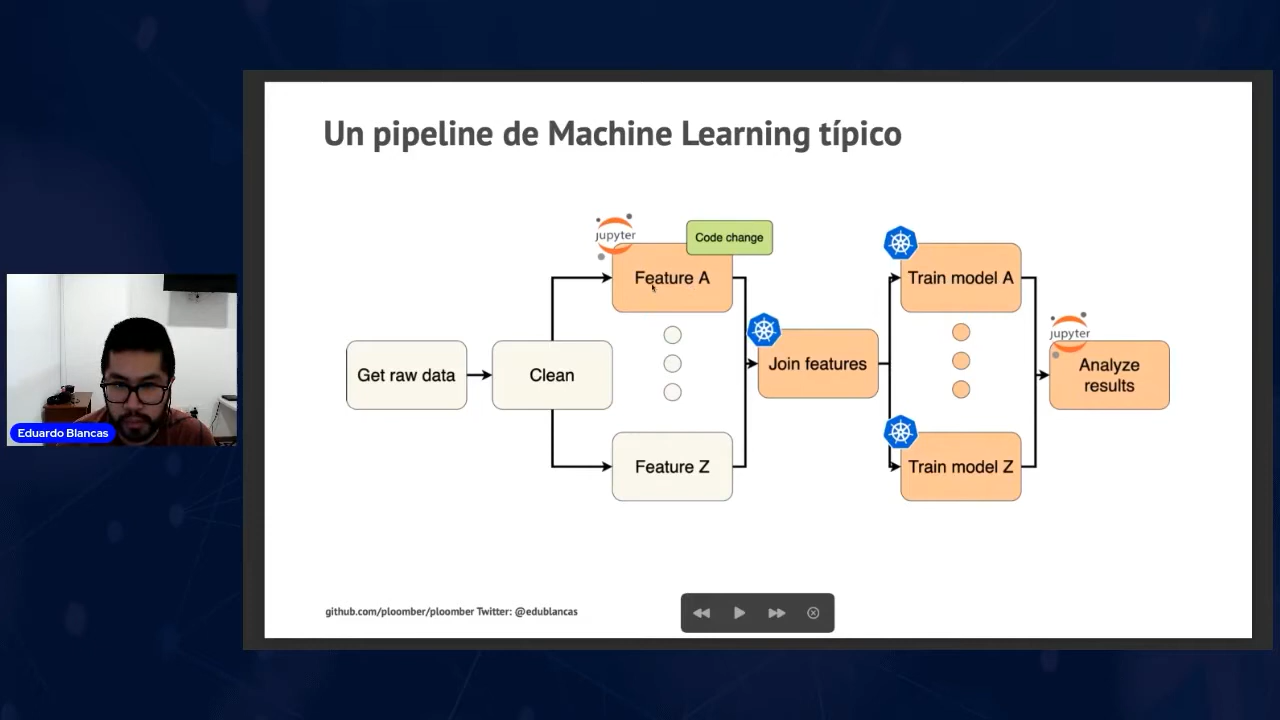 Un pipeline de Machine Learning típico
jupyter
Code change
Feature A
Train model A
jupyter
Join features
Get raw data
Clean
Analyze
results
Eduardo Blancas
Feature Z
Train model Z
github.com/ploomber/ploomber Twitter: @edublancas